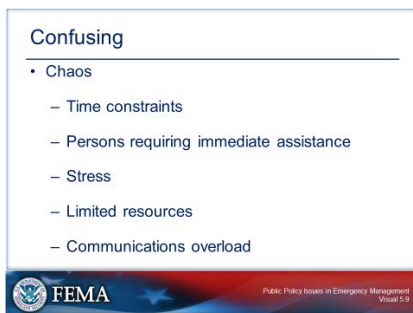 Confusing
• Chaos
– Time constraints
– Persons requiring immediate assistance
– Stress
– Limited resources
– Communications overload
FEMA
Public Policy Issues in Emergency Management
Visual 5.9